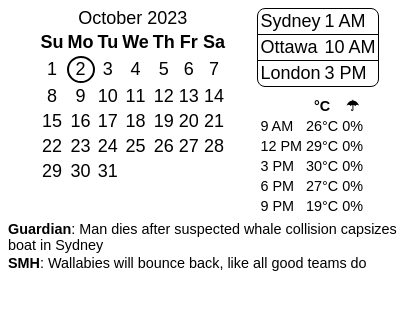 October 2023
Su Mo Tu We Th Fr Sa
1 2 3 4 5 6 7
8 9 10 11 12 13 14
15 16 17 18 19 20 21
22 23 24 25 26 27 28
29 30 31
Sydney 1 AM
Ottawa 10 AM
London 3 PM
°C ☂
9 AM 26°C 0%
12 PM 29°C 0%
3 PM 30°C 0%
6 PM 27°C 0%
9 PM 19°C 0%
Guardian: Man dies after suspected whale collision capsizes
boat in Sydney
SMH: Wallabies will bounce back, like all good teams do